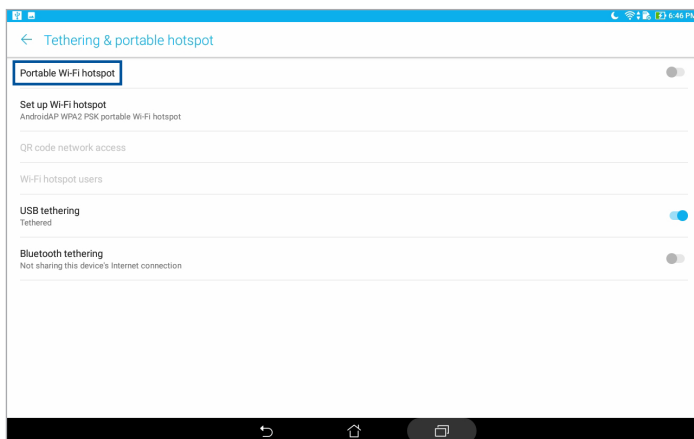 6:46 PM
Tethering & portable hotspot
Portable Wi-Fi hotspot
Set up Wi-Fi hotspot
AndroidAP WPA2 PSK portable Wi-Fi hotspot
QR code network access
Wi-Fi hotspot users
USB tethering
Tethered
Bluetooth tethering
Not sharing this device's Internet connection